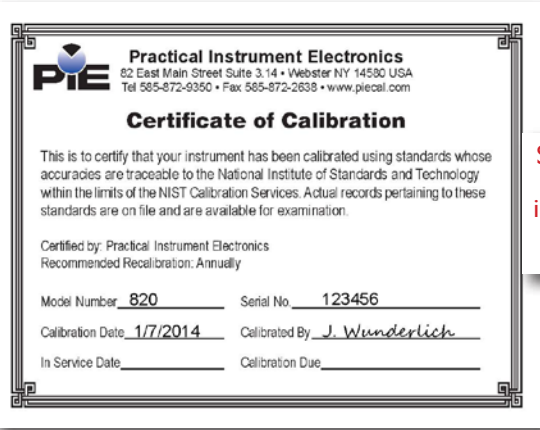 PIE
Practical Instrument Electronics
82 East Main Street Suite 3.14 • Webster NY 14580 USA
Tel 585-872-9350 • Fax 585-872-2638 • www.piecal.com
Certificate of Calibration
This is to certify that your instrument has been calibrated using standards whose
accuracies are traceable to the National Institute of Standards and Technology
within the limits of the NIST Calibration Services. Actual records pertaining to these
standards are on file and are available for examination.
Certified by: Practical Instrument Electronics
Recommended Recalibration: Annually
Model Number 820 Serial No. 123456
Calibration Date 1/7/2014 Calibrated By J. Wunderlich
In Service Date Calibration Due